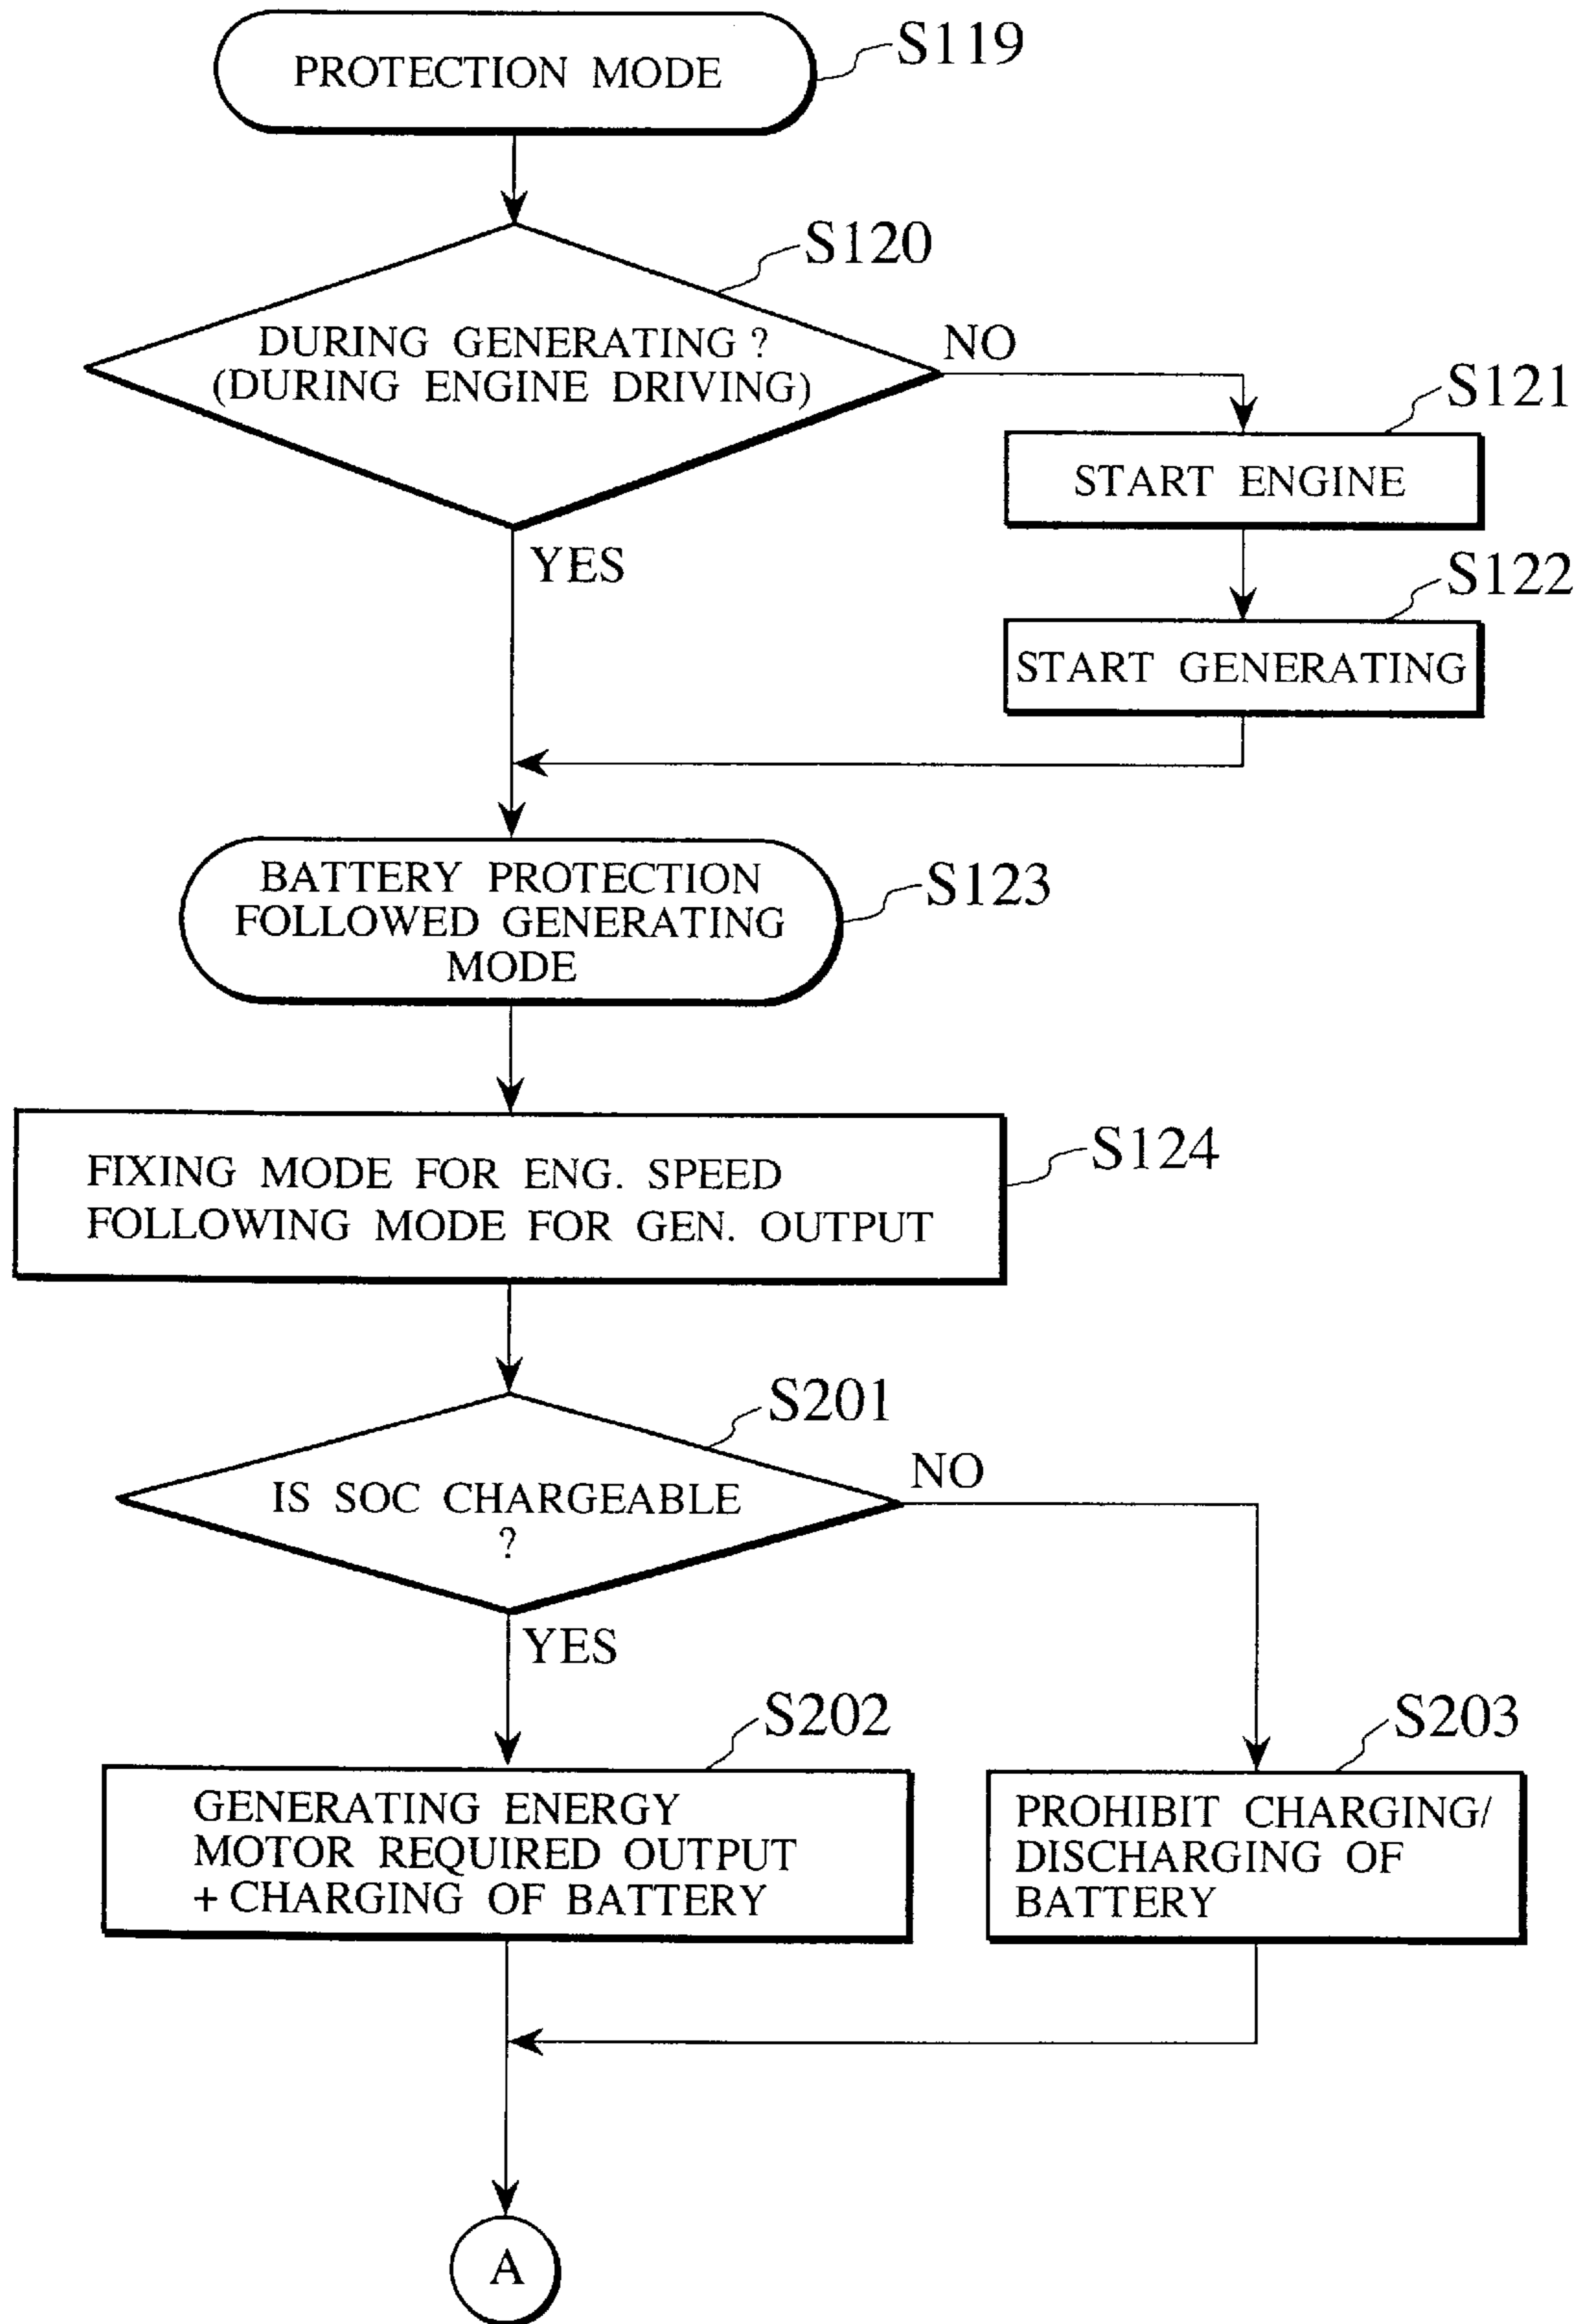 PROTECTION MODE
S119
S120
DURING GENERATING ?
(DURING ENGINE DRIVING)
NO
S121
START ENGINE
YES
S122
START GENERATING
BATTERY PROTECTION
FOLLOWED GENERATING
MODE
S123
FIXING MODE FOR ENG. SPEED
FOLLOWING MODE FOR GEN. OUTPUT
S124
S201
IS SOC CHARGEABLE
?
NO
YES
S202
GENERATING ENERGY
MOTOR REQUIRED OUTPUT
+ CHARGING OF BATTERY
S203
PROHIBIT CHARGING/
DISCHARGING OF
BATTERY
A